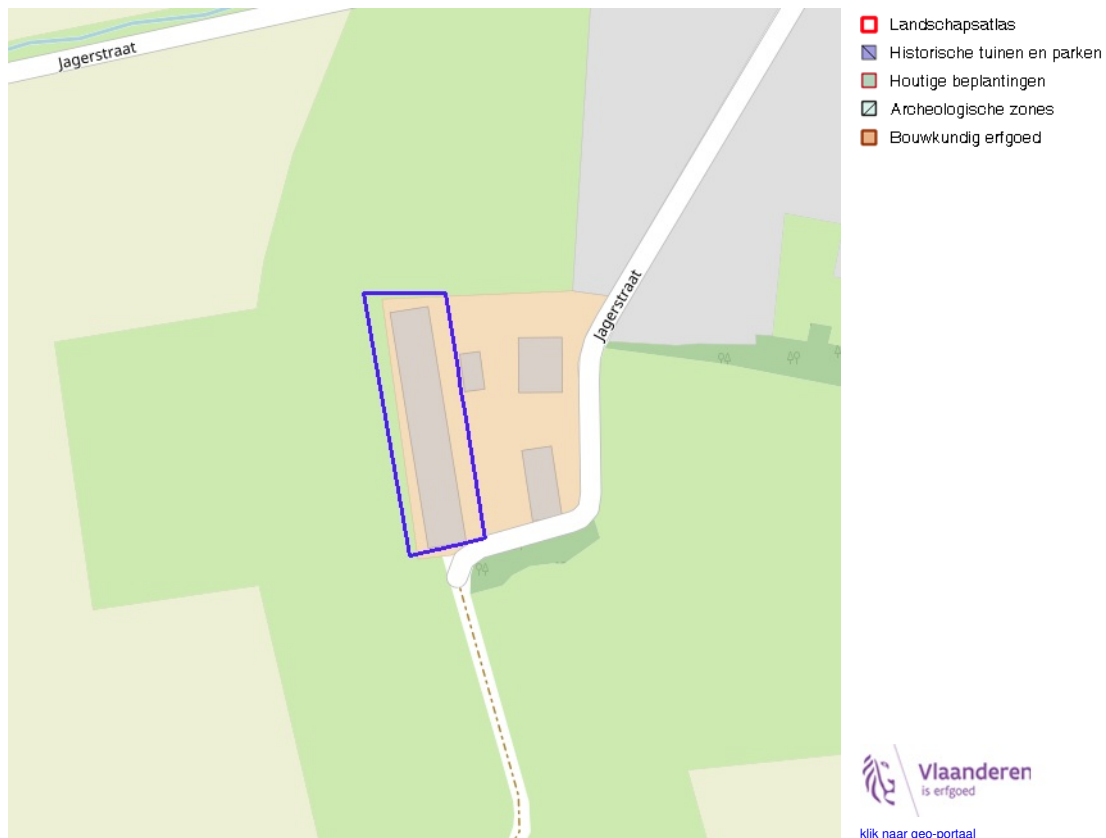 Jagerstraat
Jagerstraat
Landschapsatlas
Historische tuinen en parken
Houtige beplantingen
Archeologische zones
Bouwkundig erfgoed
Vlaanderen
is erfgoed
klik naar geo-portaal